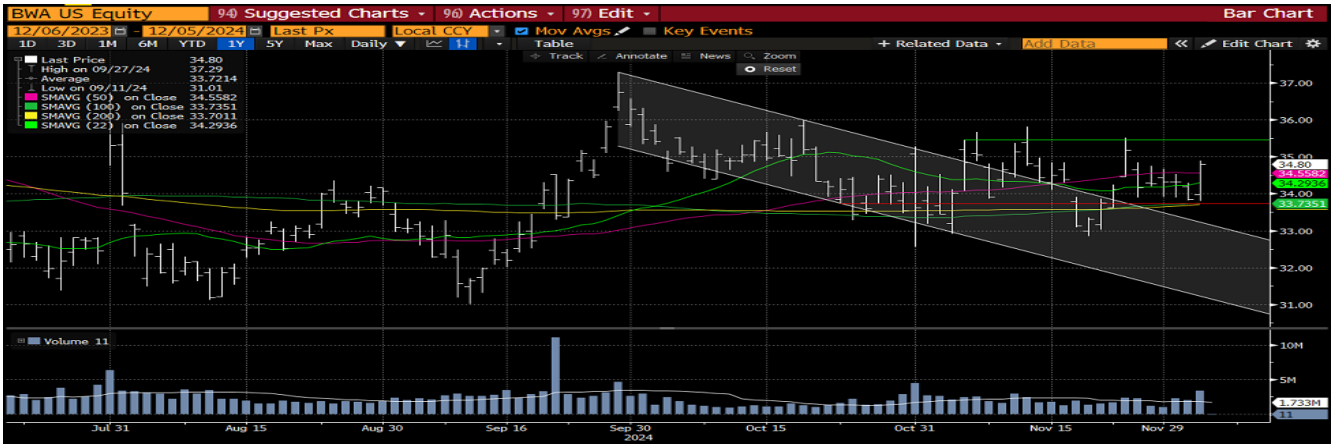 BWA US Equity 94) Suggested Charts 96) Actions 97) Edit Bar Chart
12/06/2023 - 12/05/2024 Last Px Local CCY Mov Avgs Key Events
1D 3D 1M 6M YTD 1Y 5Y Max Daily ▼ Table + Related Data Add Data « Edit Chart
Track Annotate News Zoom
Reset
Last Price 34.80
High on 09/27/24 37.29
Average 33.7214
Low on 09/11/24 31.01
SMAVG (50) on Close 34.5582
SMAVG (100) on Close 33.7351
SMAVG (200) on Close 33.7011
SMAVG (22) on Close 34.2936
37.00
36.00
35.00
34.80
34.5582
34.2936
34.00
33.7351
33.00
32.00
31.00
Volume 11
10M
5M
1.733M
11
Jul 31 Aug 15 Aug 30 Sep 16 Sep 30 Oct 15 Oct 31 Nov 15 Nov 29
2024